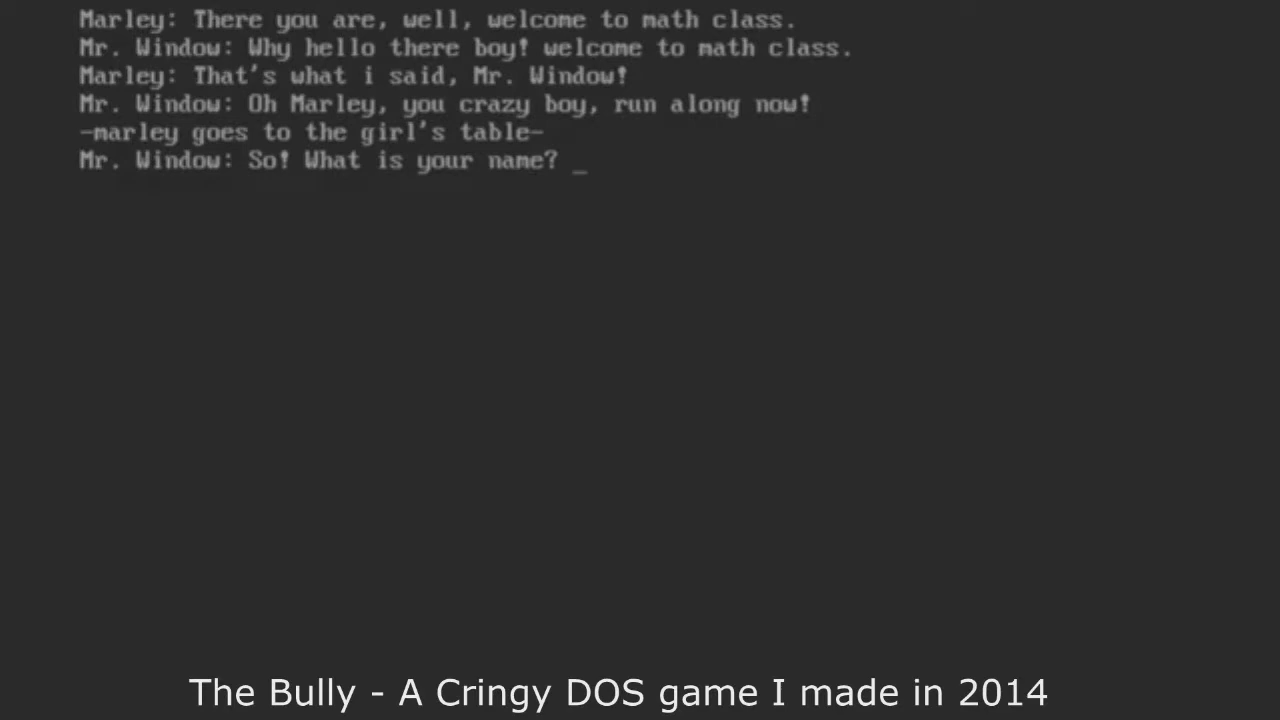 Marley: There you are, well, welcome to math class.
Mr. Window: Why hello there boy! welcome to math class.
Marley: That's what i said, Mr. Window!
Mr. Window: Oh Marley, you crazy boy, run along now!
-marley goes to the girl's table-
Mr. Window: So! What is your name? _
The Bully - A Cringy DOS game I made in 2014